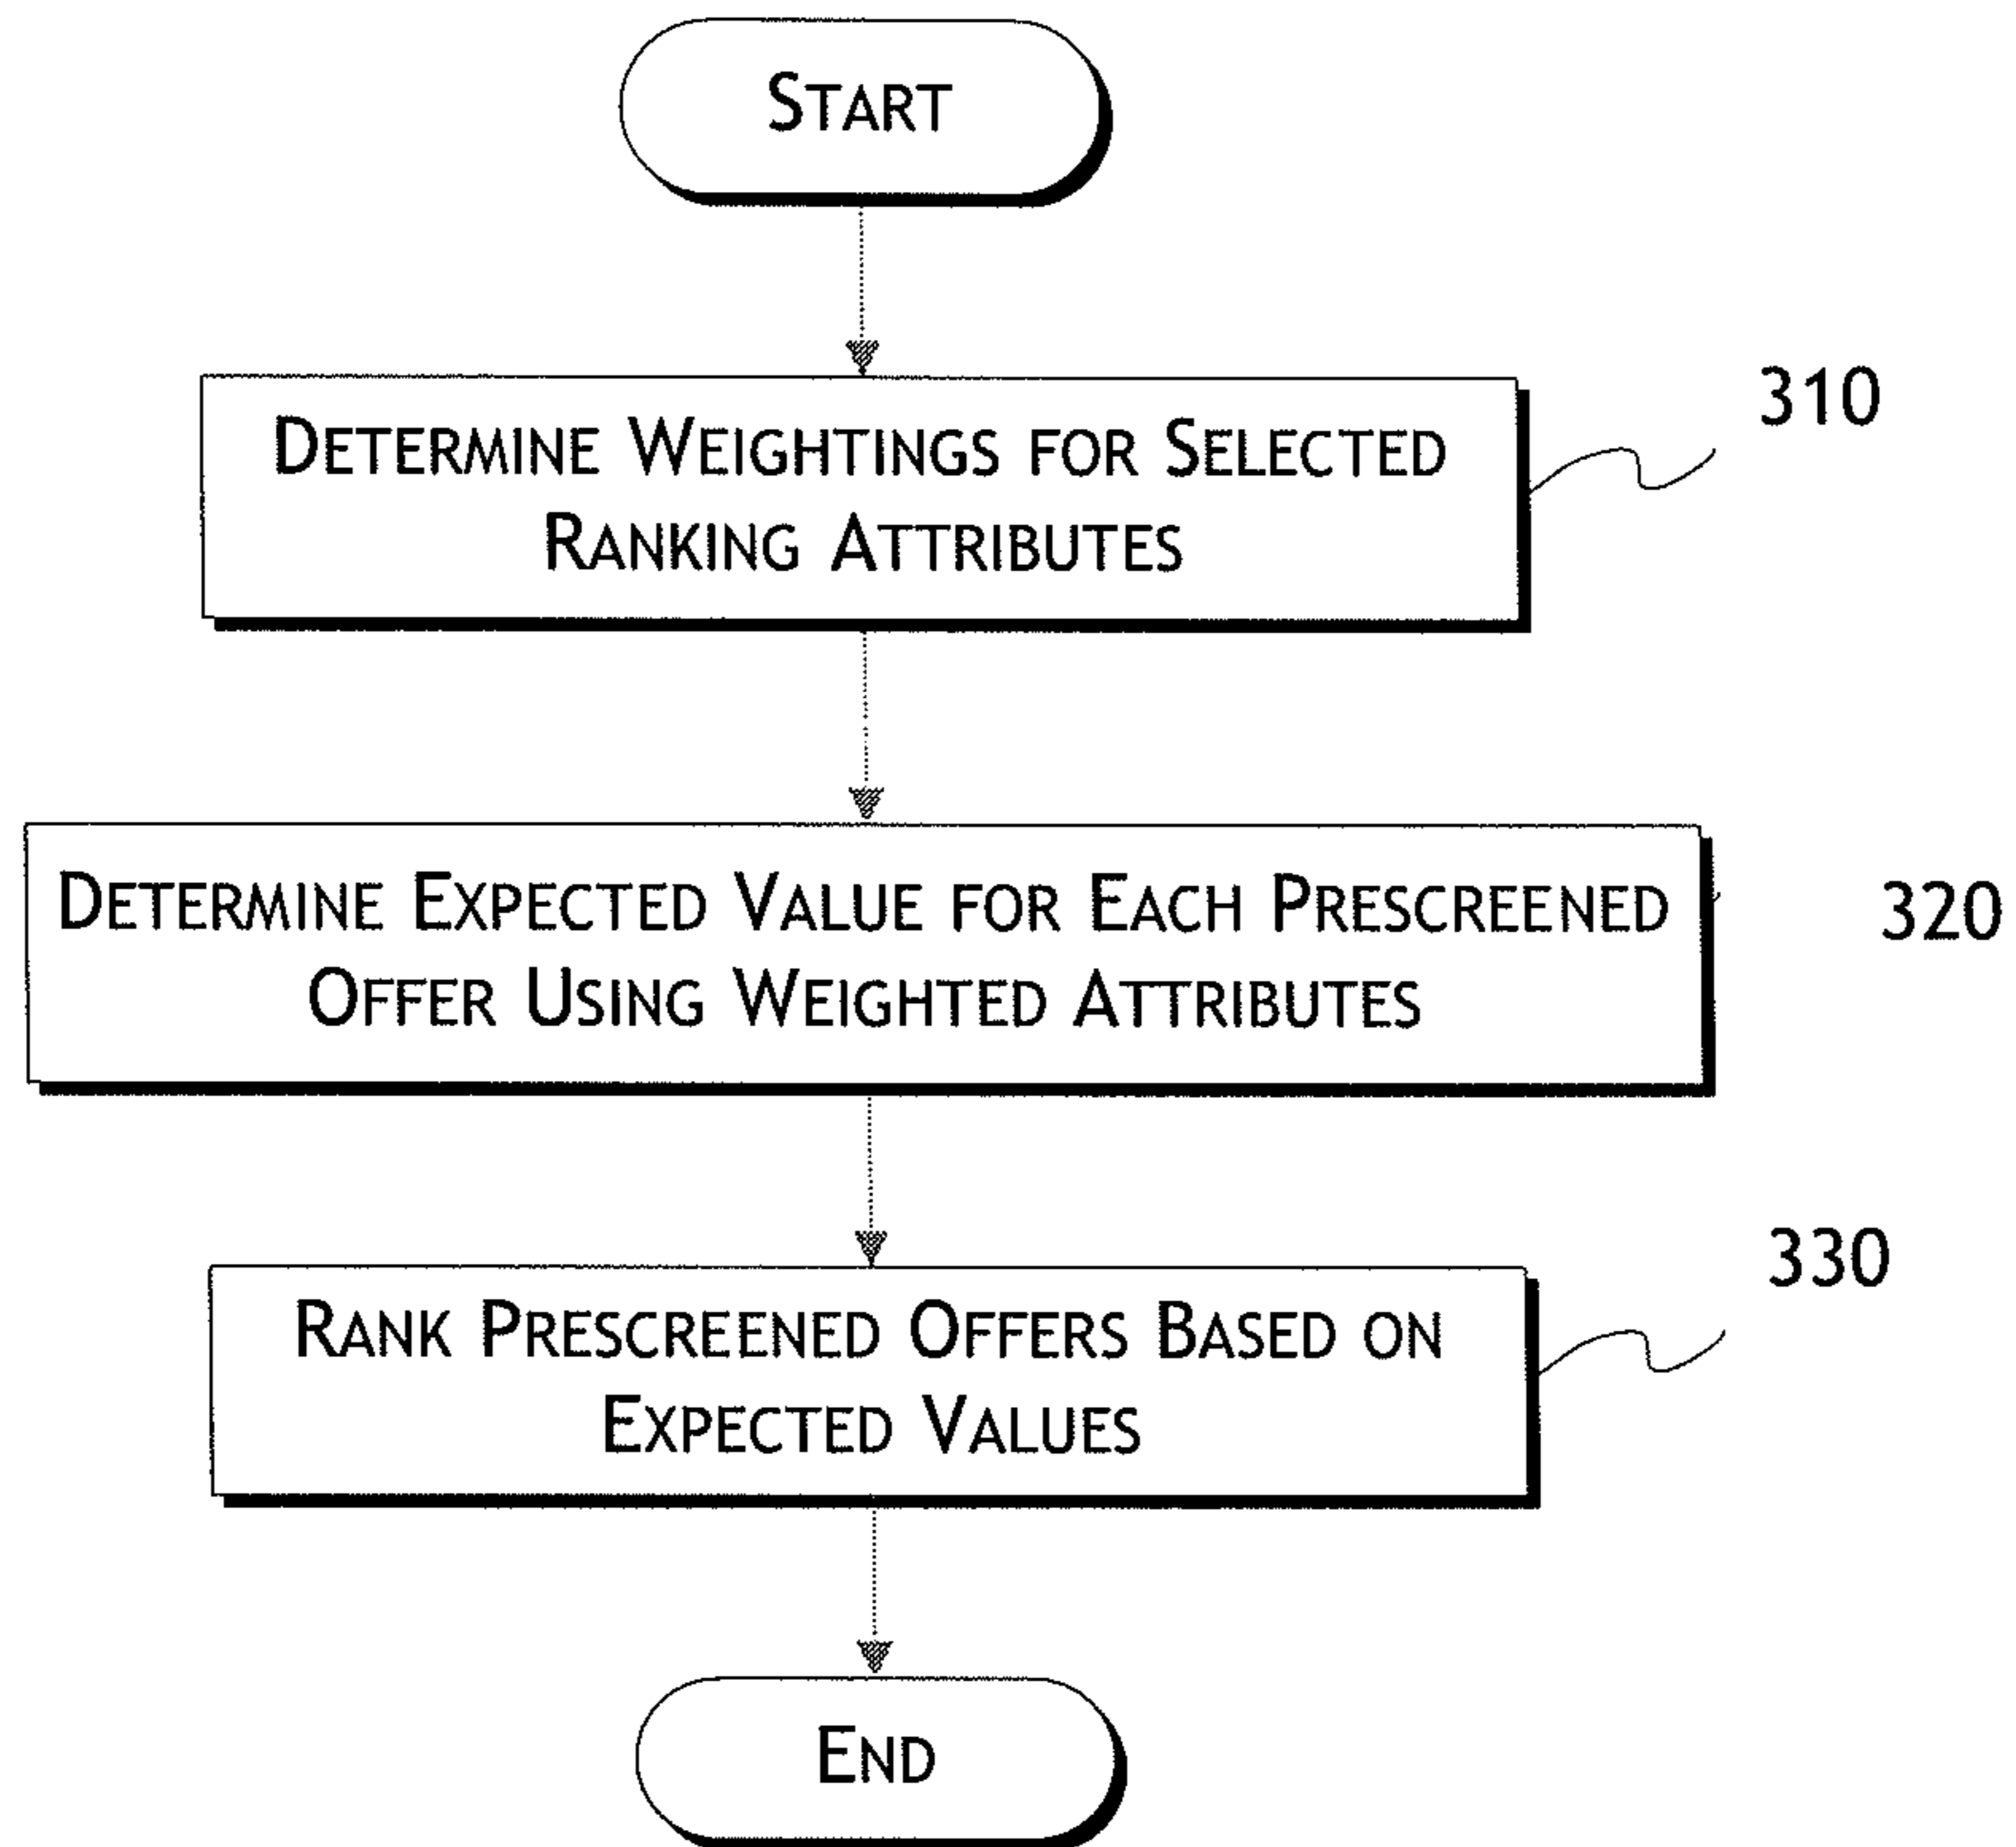 START
DETERMINE WEIGHTINGS FOR SELECTED
RANKING ATTRIBUTES
310
DETERMINE EXPECTED VALUE FOR EACH PRESCREENED
OFFER USING WEIGHTED ATTRIBUTES
320
RANK PRESCREENED OFFERS BASED ON
EXPECTED VALUES
330
END